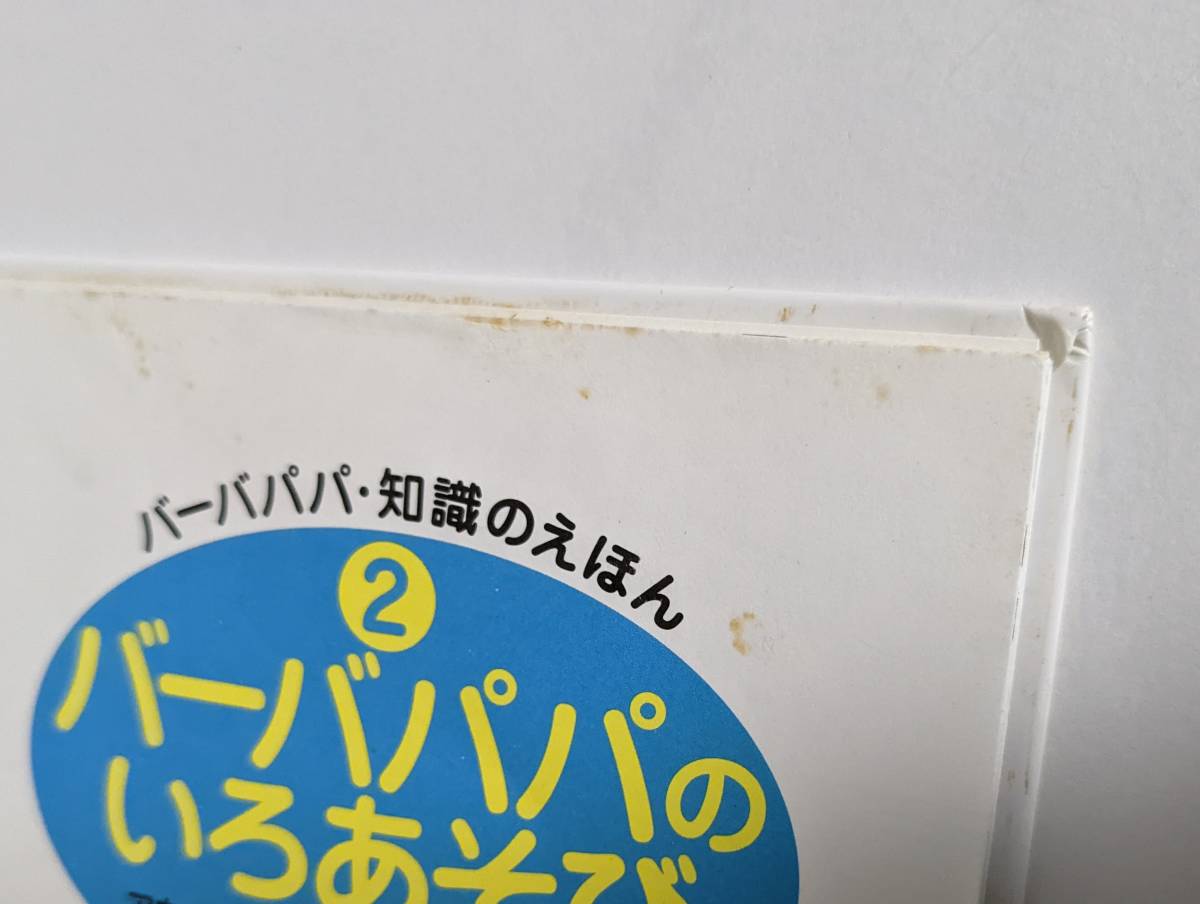 バーバパパ・知識のえほん
2
バーバパパの
いろあそび